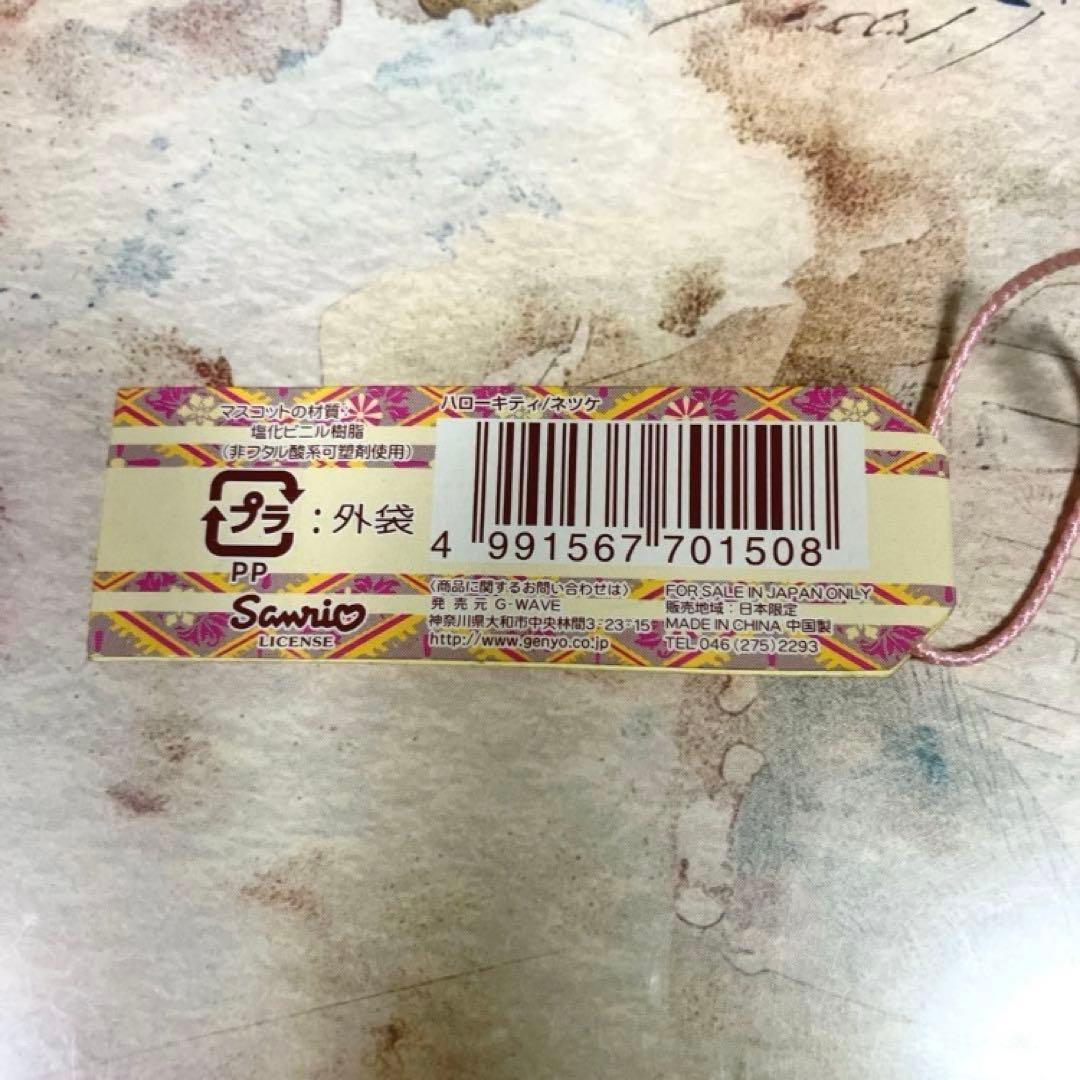 マスコットの材質:
塩化ビニル樹脂
(非フタル酸系可塑剤使用)
プラ
:外袋
PP
Sanrio
LICENSE
ハローキティ/ネツケ
4 991567 701508
〈商品に関するお問い合わせは〉
発売元 G-WAVE
神奈川県大和市中央林間3-23-15
http://www.genyo.co.jp
FOR SALE IN JAPAN ONLY
販売地域:日本限定
MADE IN CHINA 中国製
TEL 046(275)2293